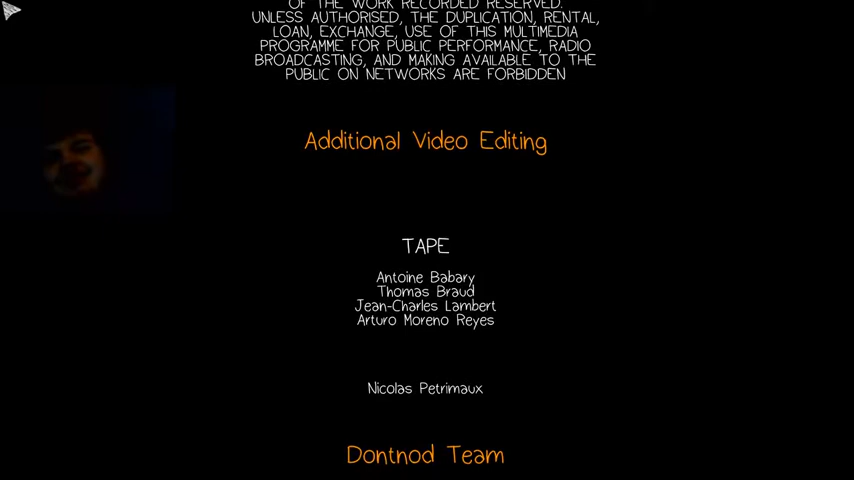 OF THE WORK RECORDED RESERVED.
UNLESS AUTHORISED, THE DUPLICATION, RENTAL,
LOAN, EXCHANGE, USE OF THIS MULTIMEDIA
PROGRAMME FOR PUBLIC PERFORMANCE, RADIO
BROADCASTING, AND MAKING AVAILABLE TO THE
PUBLIC ON NETWORKS ARE FORBIDDEN
Additional Video Editing
TAPE
Antoine Babary
Thomas Braud
Jean-Charles Lambert
Arturo Moreno Reyes
Nicolas Petrimaux
Dontnod Team